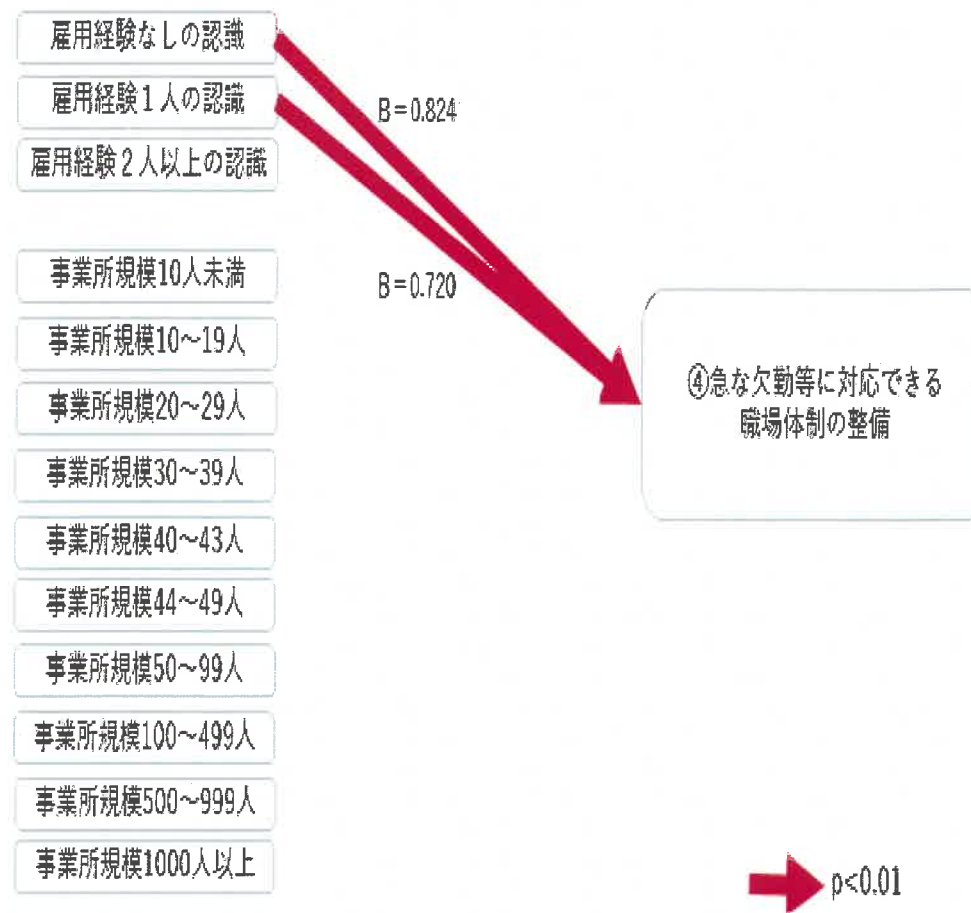 雇用経験なしの認識
雇用経験1人の認識
雇用経験2人以上の認識
B=0.824
B=0.720
事業所規模10人未満
事業所規模10～19人
事業所規模20～29人
事業所規模30～39人
事業所規模40～43人
事業所規模44～49人
事業所規模50～99人
事業所規模100～499人
事業所規模500～999人
事業所規模1000人以上
④急な欠勤等に対応できる
職場体制の整備
p<0.01